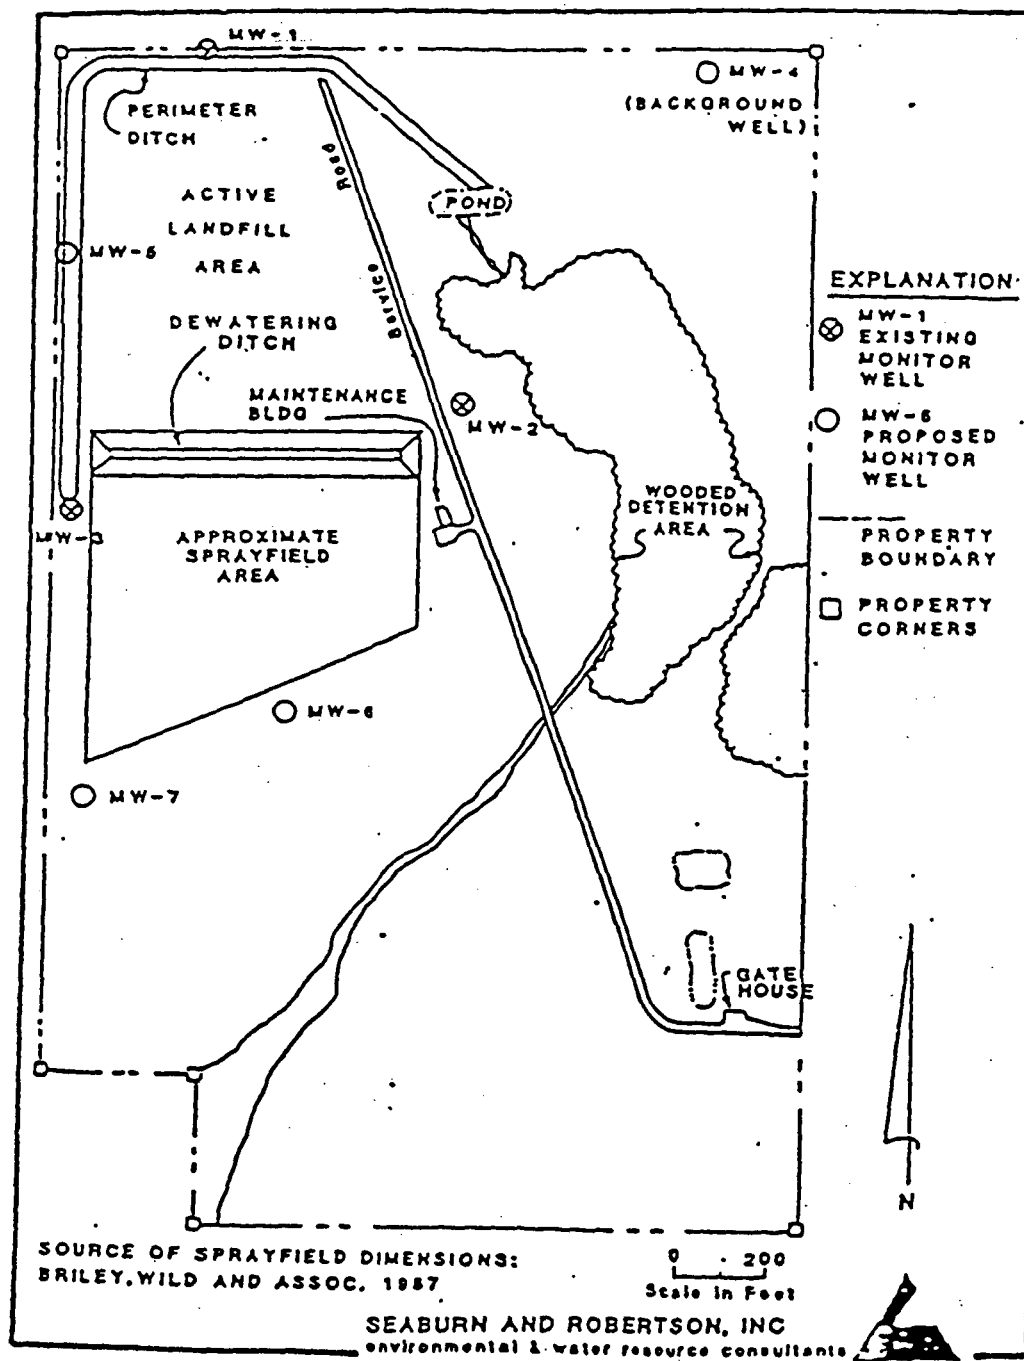 MW-1
MW-4
(BACKGROUND
WELL)
PERIMETER
DITCH
Road
POND
ACTIVE
LANDFILL
AREA
MW-5
Service
EXPLANATION
MW-1
EXISTING
MONITOR
WELL
DEWATERING
DITCH
MAINTENANCE
BLDG
MW-2
MW-6
PROPOSED
MONITOR
WELL
WOODED
DETENTION
AREA
MW-3
APPROXIMATE
SPRAYFIELD
AREA
PROPERTY
BOUNDARY
PROPERTY
CORNERS
MW-6
MW-7
GATE
HOUSE
N
SOURCE OF SPRAYFIELD DIMENSIONS:
BRILEY, WILD AND ASSOC. 1987
0 200
Scale in Feet
SEABURN AND ROBERTSON, INC
environmental & water resource consultants